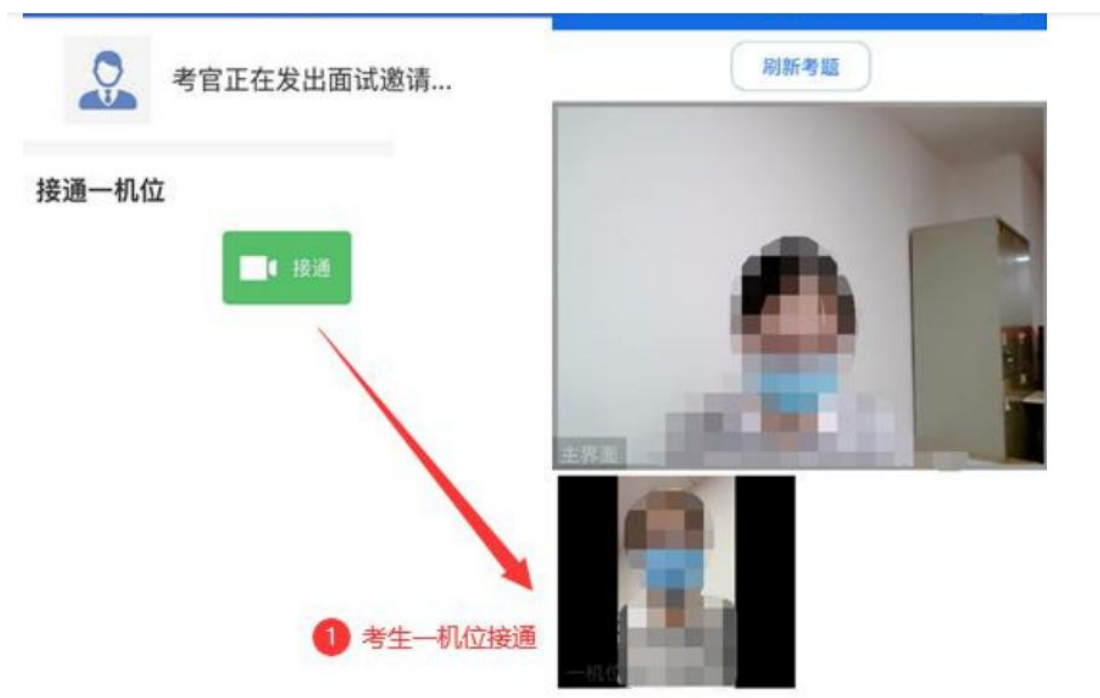 考官正在发出面试邀请...
接通一机位
接通
1 考生一机位接通
刷新考题
主界面
一机位